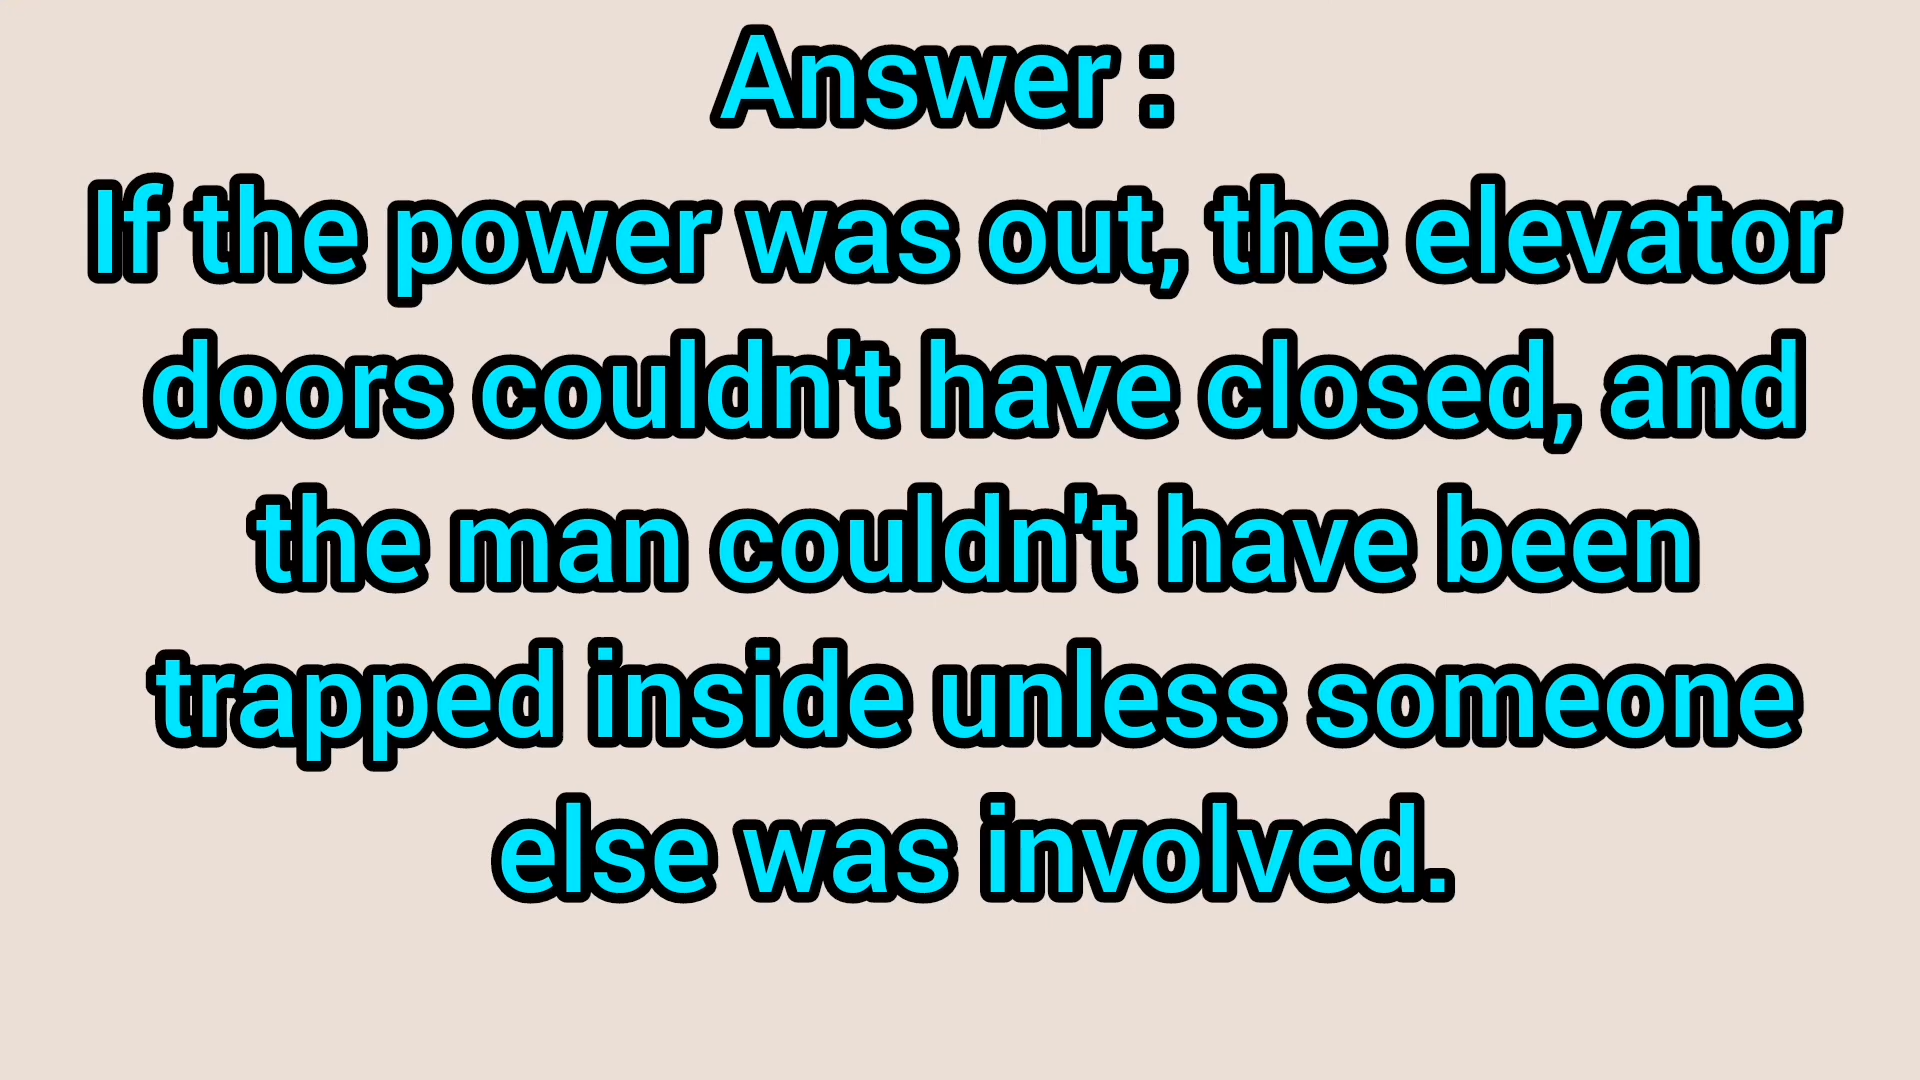 Answer :
If the power was out, the elevator
doors couldn't have closed, and
the man couldn't have been
trapped inside unless someone
else was involved.